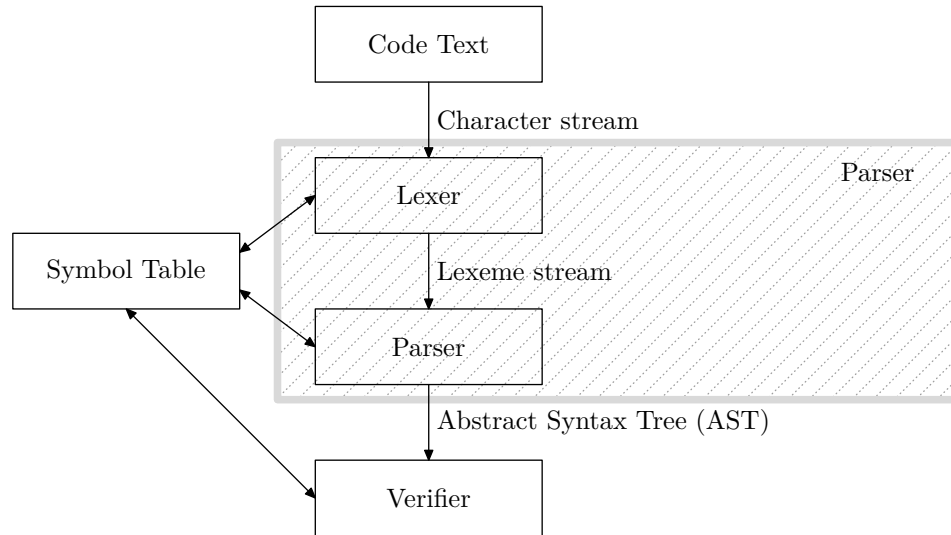 Code Text
Character stream
Parser
Lexer
Symbol Table
Lexeme stream
Parser
Abstract Syntax Tree (AST)
Verifier